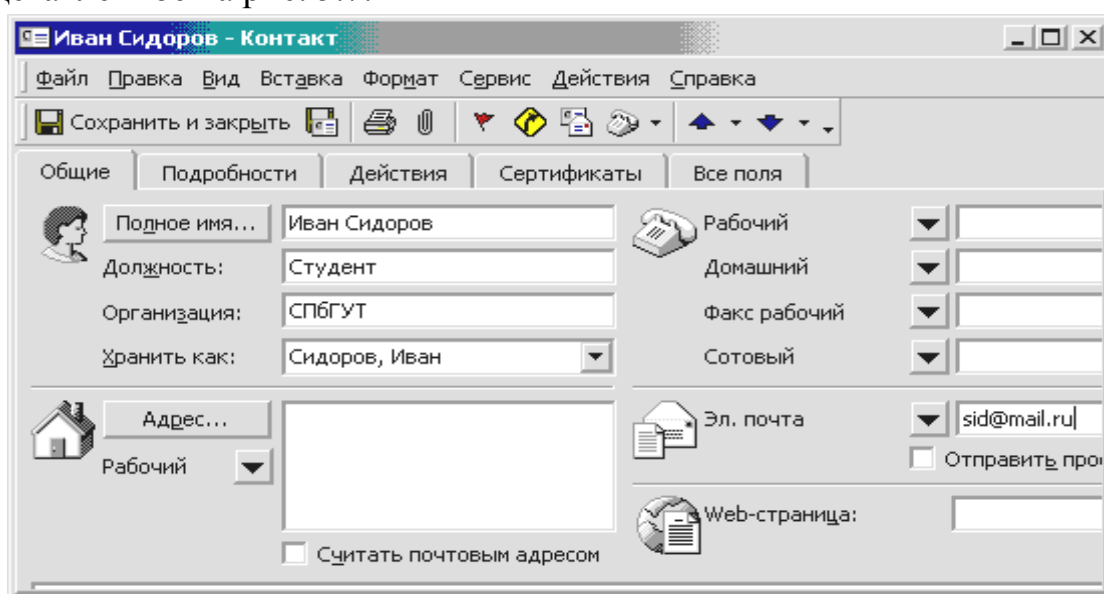 Иван Сидоров - Контакт
Файл Правка Вид Вставка Формат Сервис Действия Справка
Сохранить и закрыть
Общие Подробности Действия Сертификаты Все поля
Полное имя... Иван Сидоров Рабочий
Должность: Студент Домашний
Организация: СПбГУТ Факс рабочий
Хранить как: Сидоров, Иван Сотовый
Адрес... Эл. почта sid@mail.ru
Рабочий Отправить
Web-страница:
Считать почтовым адресом